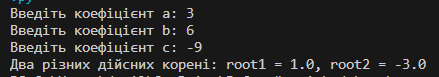 Введіть коефіцієнт a: 3
Введіть коефіцієнт b: 6
Введіть коефіцієнт c: -9
Два різних дійсних корені: root1 = 1.0, root2 = -3.0